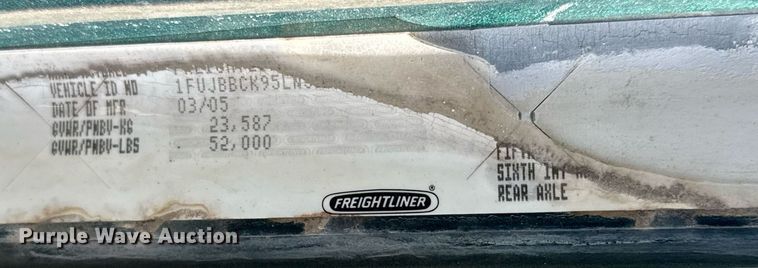 VEHICLE ID NO 1FUJBBCK95LN
DATE OF MFR 03/05
GVWR/PNBV-KG 23,587
GVWR/PNBV-LBS 52,000
SIXTH INT
REAR AXLE
FREIGHTLINER®
Purple Wave Auction